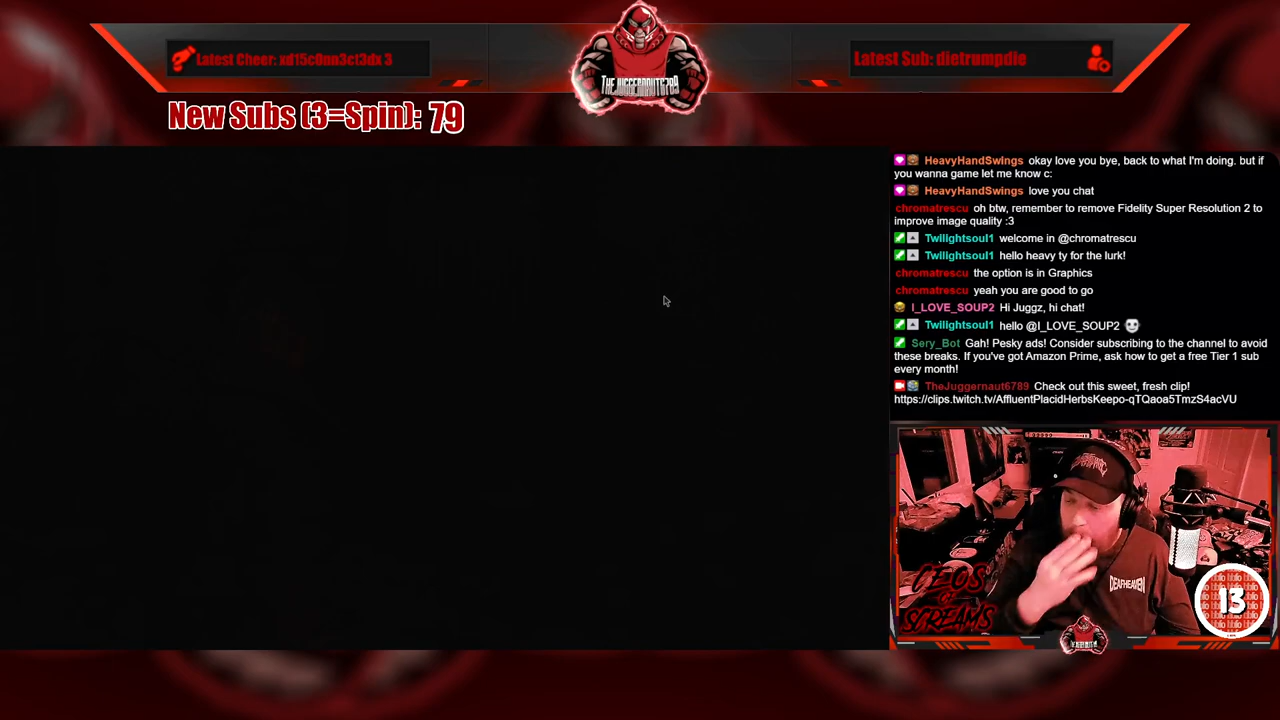 Latest Cheer: xd15c0nn3ct3dx 3
THEJUGGERNAUT6789
Latest Sub: dietrumpdie
New Subs (3=Spin): 79
HeavyHandSwings okay love you bye, back to what I'm doing. but if
you wanna game let me know c:
HeavyHandSwings love you chat
chromatrescu oh btw, remember to remove Fidelity Super Resolution 2 to
improve image quality :3
Twilightsoul1 welcome in @chromatrescu
Twilightsoul1 hello heavy ty for the lurk!
chromatrescu the option is in Graphics
chromatrescu yeah you are good to go
I_LOVE_SOUP2 Hi Juggz, hi chat!
Twilightsoul1 hello @I_LOVE_SOUP2
Sery_Bot Gah! Pesky ads! Consider subscribing to the channel to avoid
these breaks. If you've got Amazon Prime, ask how to get a free Tier 1 sub
every month!
TheJuggernaut6789 Check out this sweet, fresh clip!
https://clips.twitch.tv/AffluentPlacidHerbsKeepo-qTQaoa5TmzS4acVU
DEAFHEAVEN
CEOS
OF
SCREAMS
13